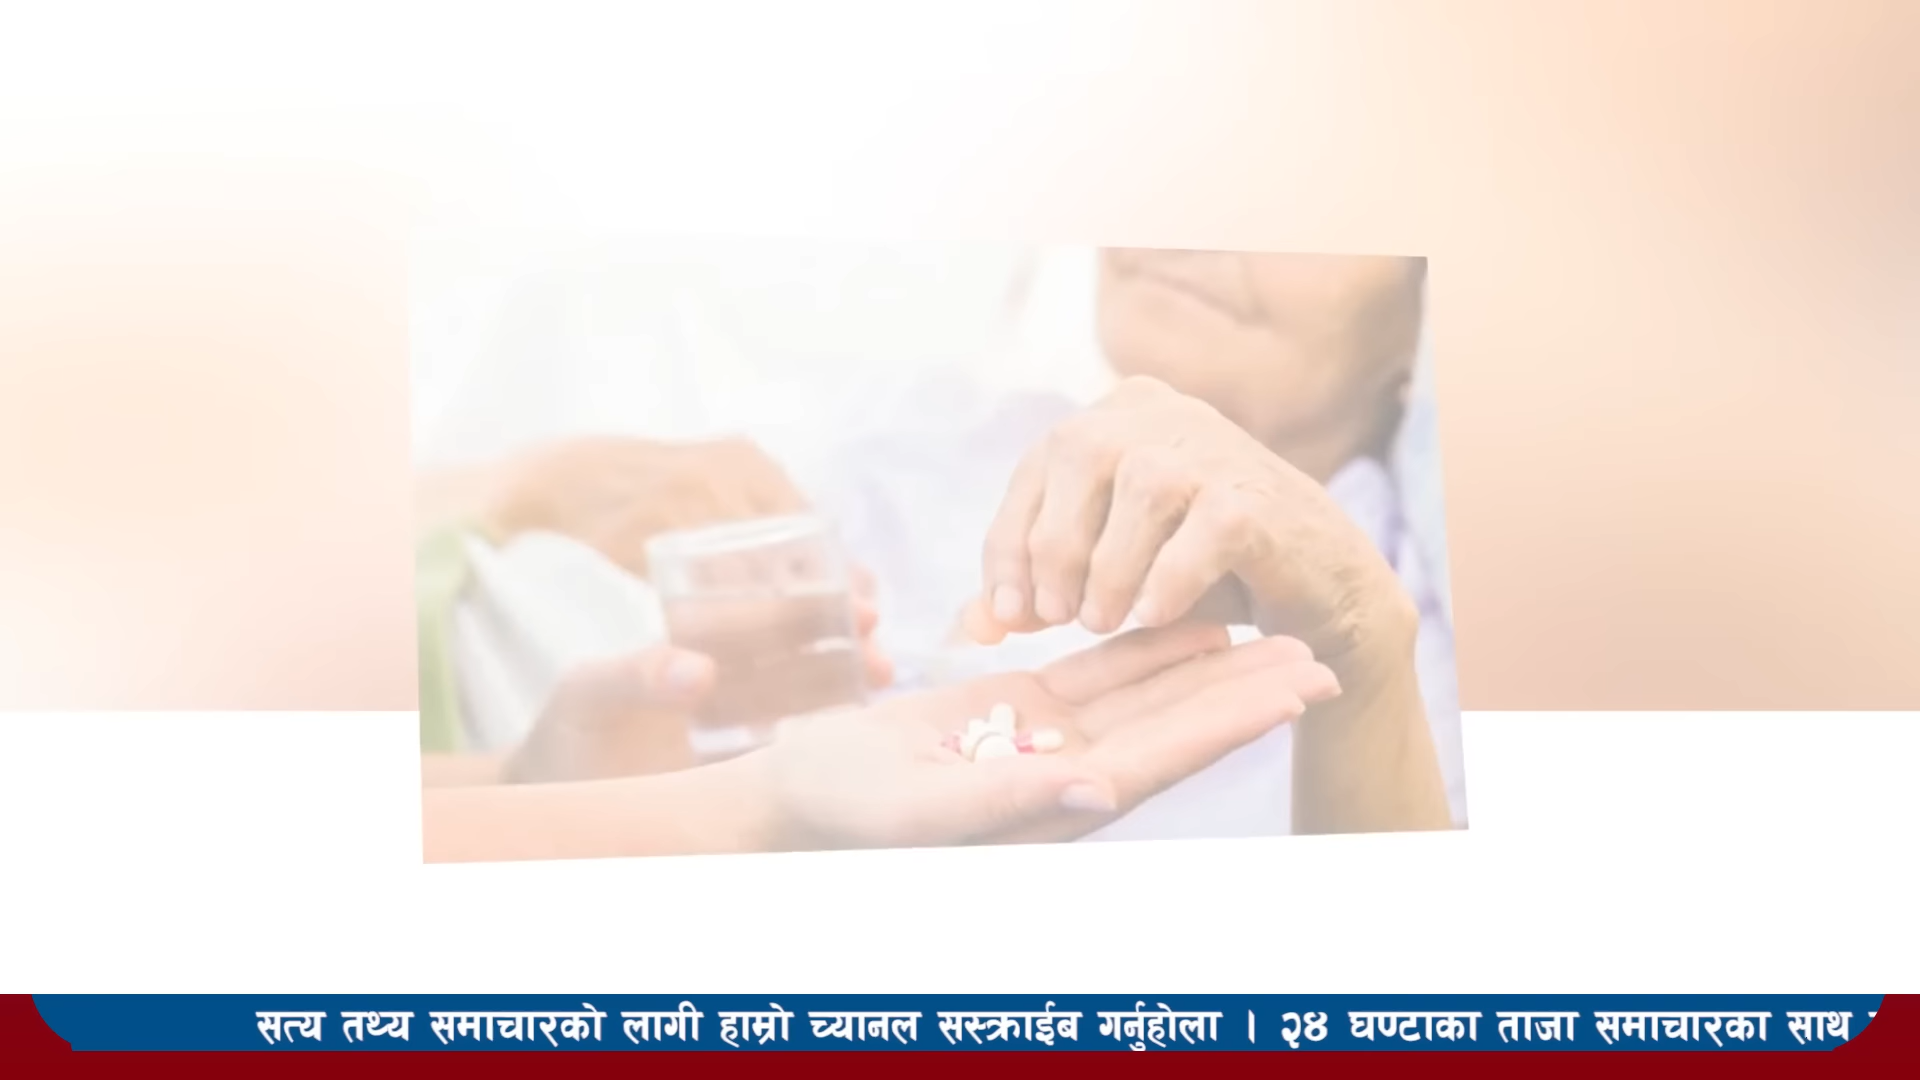 सत्य तथ्य समाचारको लागी हाम्रो च्यानल सस्क्राईब गर्नुहोला । २४ घण्टाका ताजा समाचारका साथ